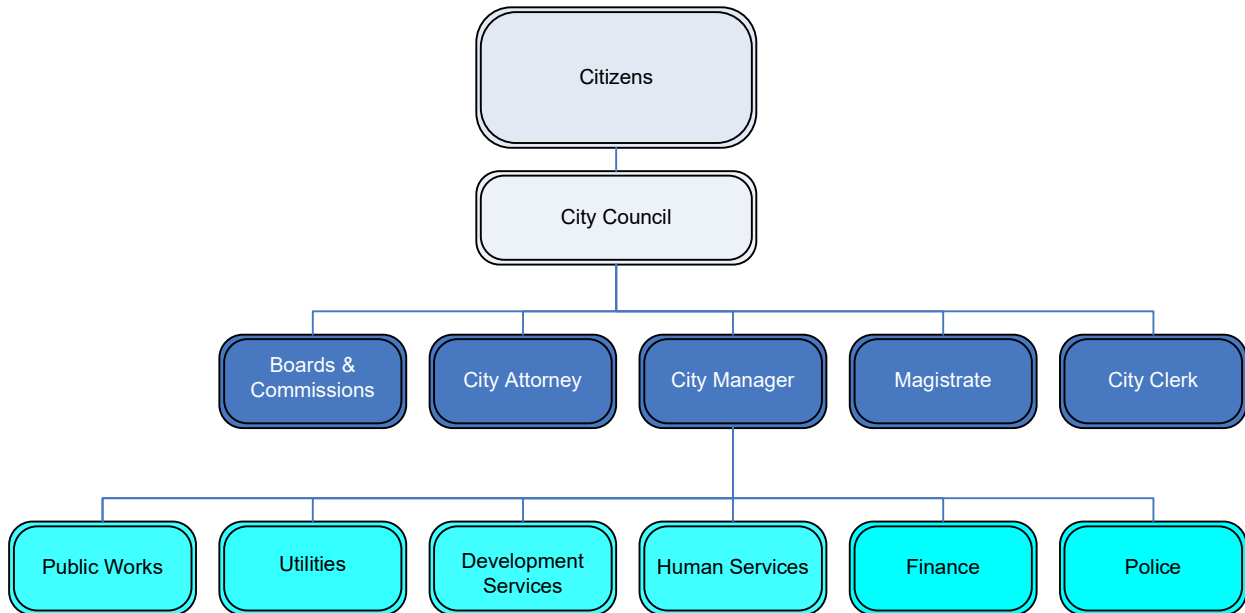 Citizens
City Council
Boards &
Commissions
City Attorney
City Manager
Magistrate
City Clerk
Public Works
Utilities
Development
Services
Human Services
Finance
Police